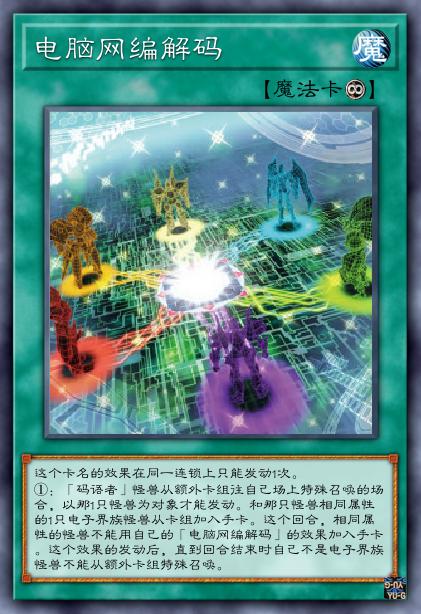 电脑网编解码
魔
【魔法卡∞】
这个卡名的效果在同一连锁上只能发动1次。
①：「码语者」怪兽从额外卡组往自己场上特殊召唤的场
合，以那1只怪兽为对象才能发动。和那只怪兽相同属性
的1只电子界族怪兽从卡组加入手卡。这个回合，相同属
性的怪兽不能用自己的「电脑网编解码」的效果加入手卡
。这个效果的发动后，直到回合结束时自己不是电子界族
怪兽不能从额外卡组特殊召唤。